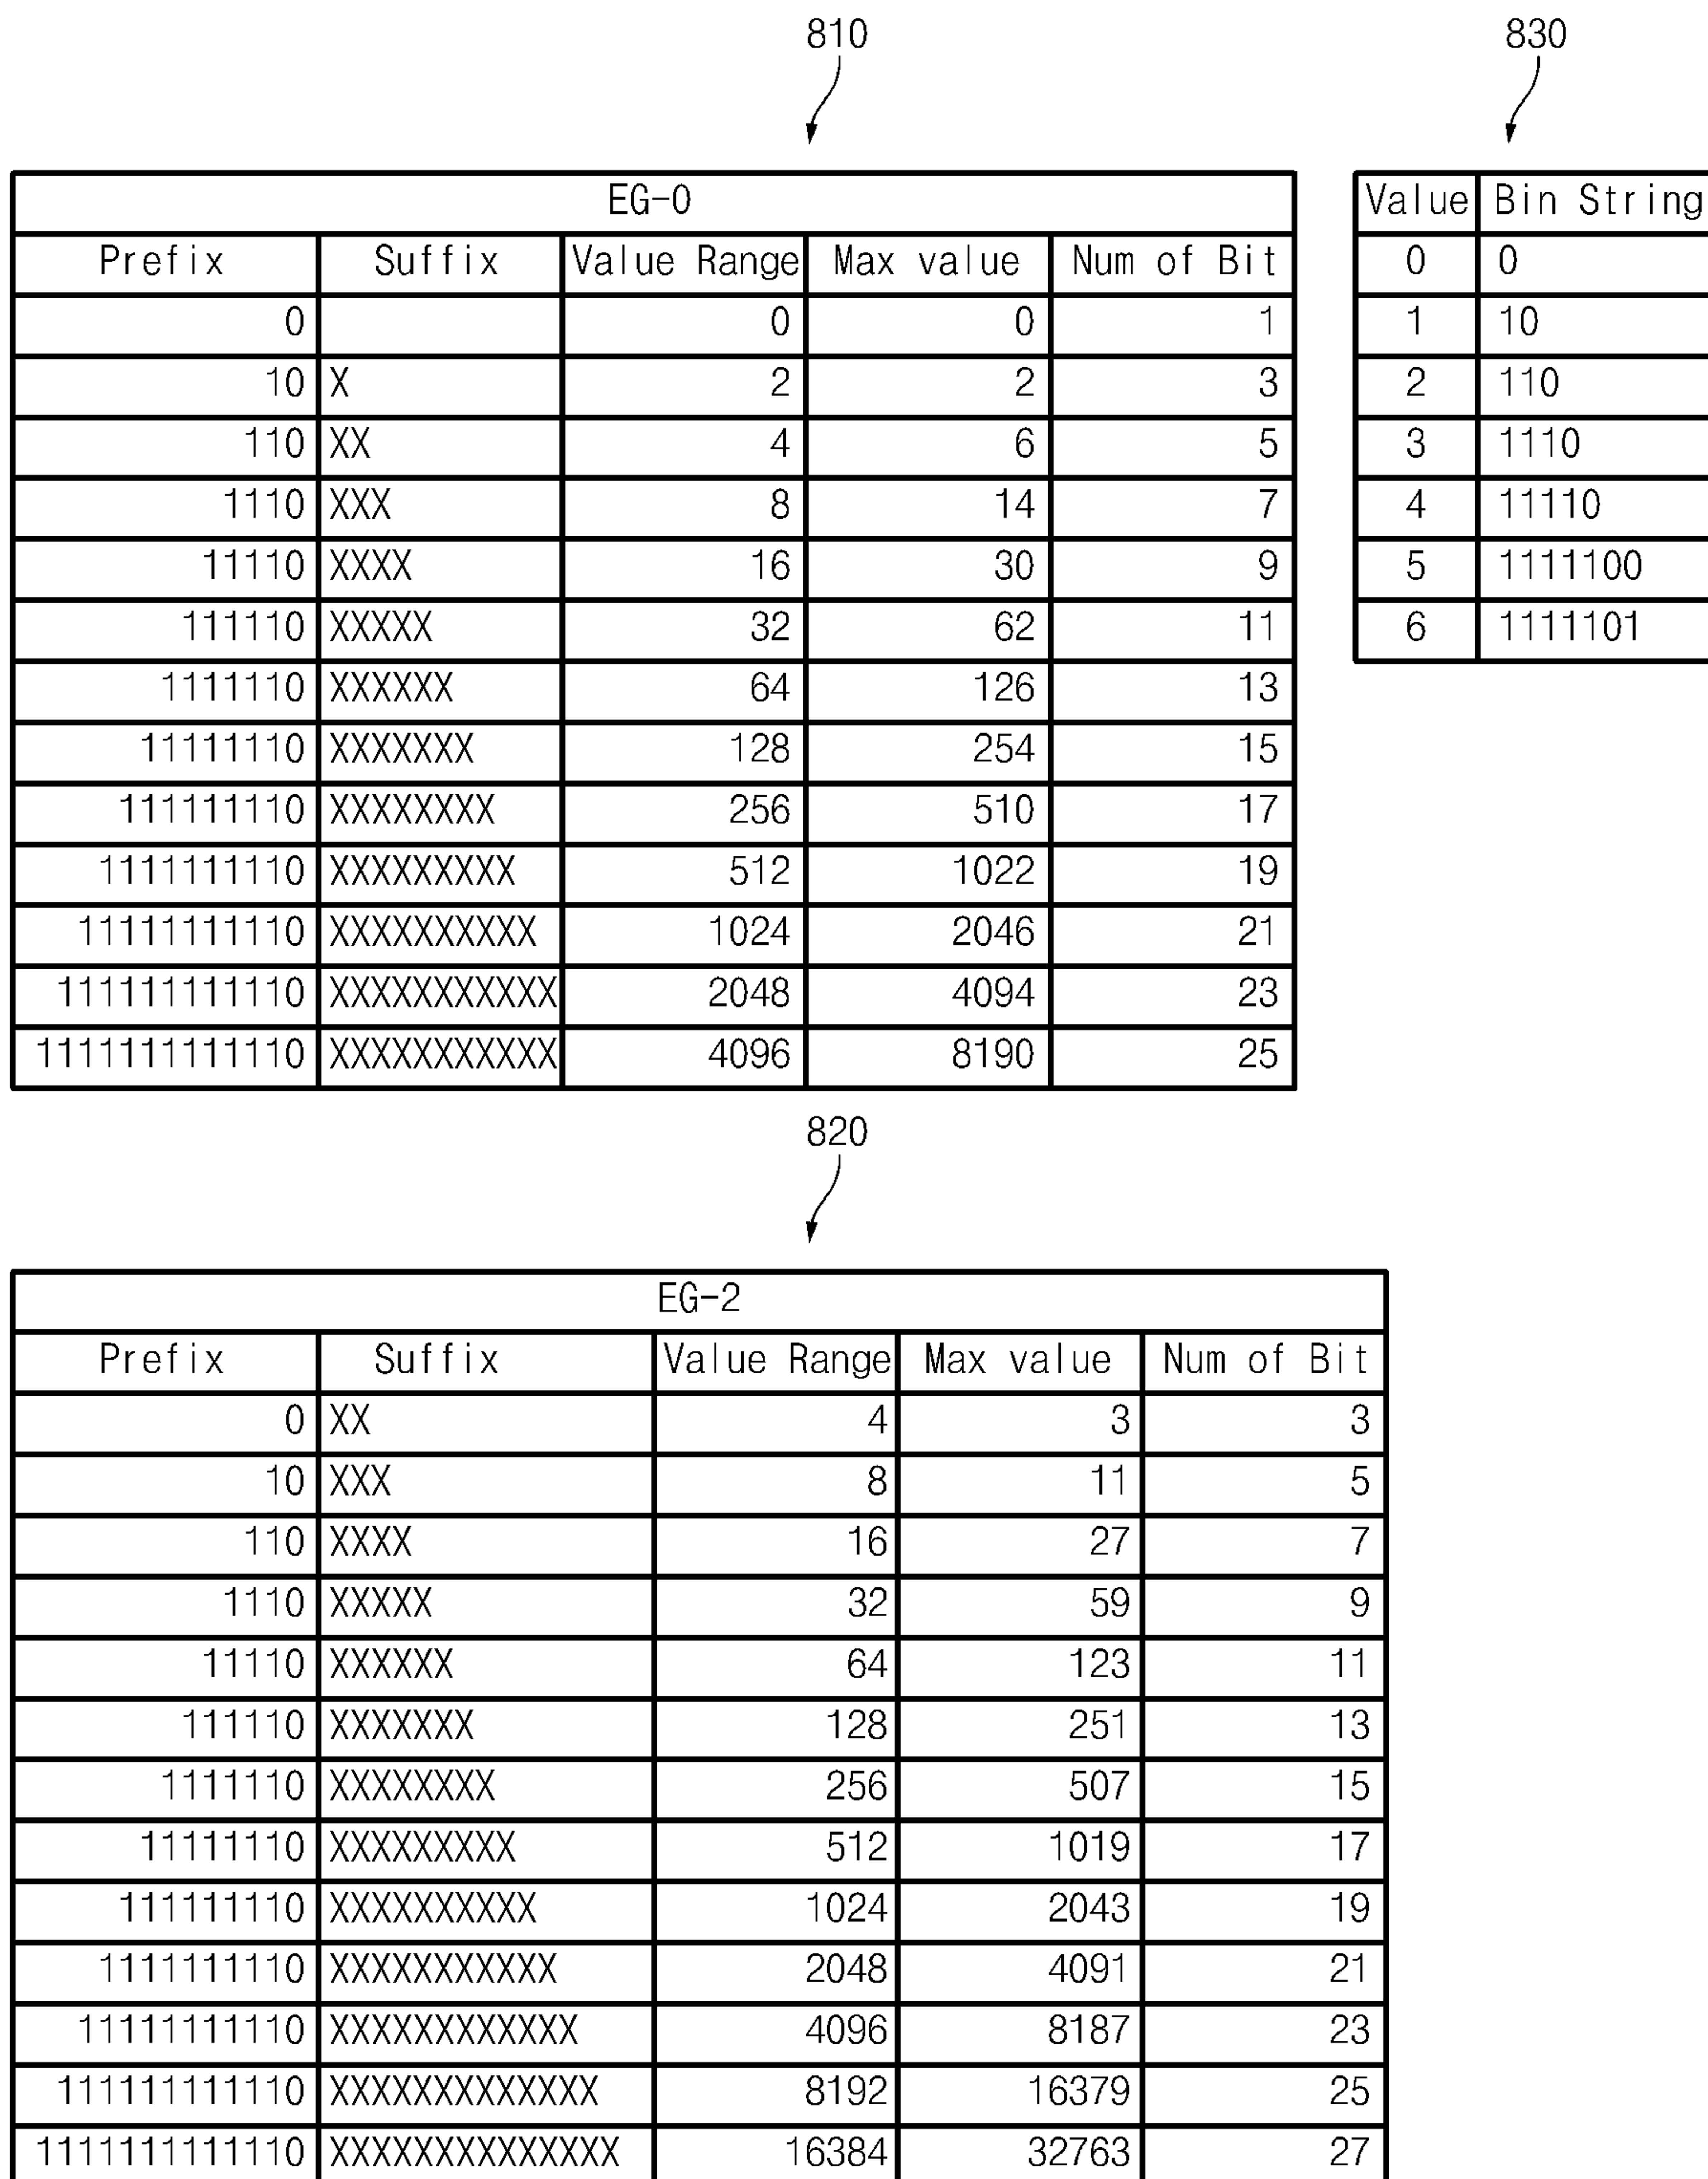 810
830
EG-0
Prefix Suffix Value Range Max value Num of Bit
0 0 0 1
10 X 2 2 3
110 XX 4 6 5
1110 XXX 8 14 7
11110 XXXX 16 30 9
111110 XXXXX 32 62 11
1111110 XXXXXX 64 126 13
11111110 XXXXXXX 128 254 15
111111110 XXXXXXXX 256 510 17
1111111110 XXXXXXXXX 512 1022 19
11111111110 XXXXXXXXXX 1024 2046 21
111111111110 XXXXXXXXXXX 2048 4094 23
1111111111110 XXXXXXXXXXX 4096 8190 25
Value Bin String
0 0
1 10
2 110
3 1110
4 11110
5 1111100
6 1111101
820
EG-2
Prefix Suffix Value Range Max value Num of Bit
0 XX 4 3 3
10 XXX 8 11 5
110 XXXX 16 27 7
1110 XXXXX 32 59 9
11110 XXXXXX 64 123 11
111110 XXXXXXX 128 251 13
1111110 XXXXXXXX 256 507 15
11111110 XXXXXXXXX 512 1019 17
111111110 XXXXXXXXXX 1024 2043 19
1111111110 XXXXXXXXXXX 2048 4091 21
11111111110 XXXXXXXXXXXX 4096 8187 23
111111111110 XXXXXXXXXXXXX 8192 16379 25
1111111111110 XXXXXXXXXXXXXX 16384 32763 27